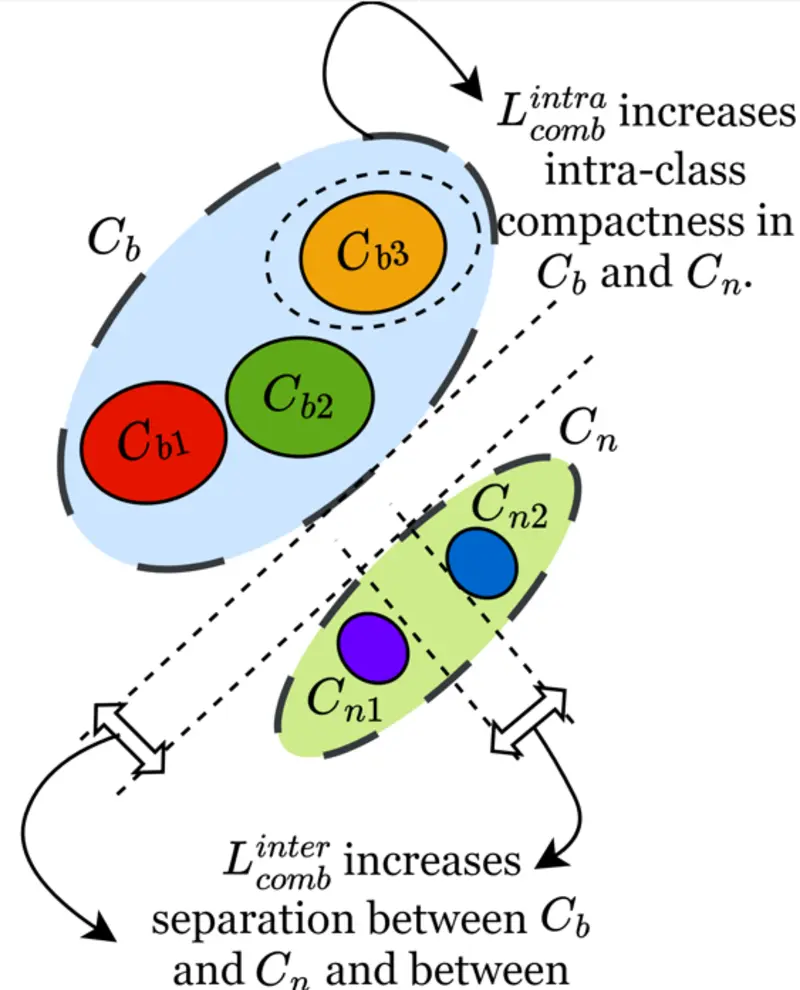 L_{comb}^{intra} increases
intra-class
compactness in
C_b and C_n.
C_b
C_{b3}
C_{b2}
C_{b1}
C_n
C_{n2}
C_{n1}
L_{comb}^{inter} increases
separation between C_b
and C_n and between